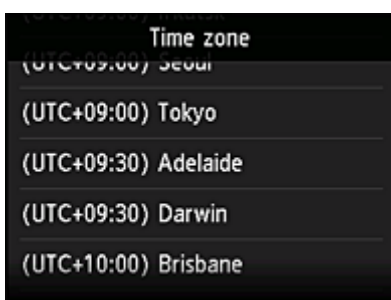 Time zone
(UTC+09:00) Seoul
(UTC+09:00) Tokyo
(UTC+09:30) Adelaide
(UTC+09:30) Darwin
(UTC+10:00) Brisbane